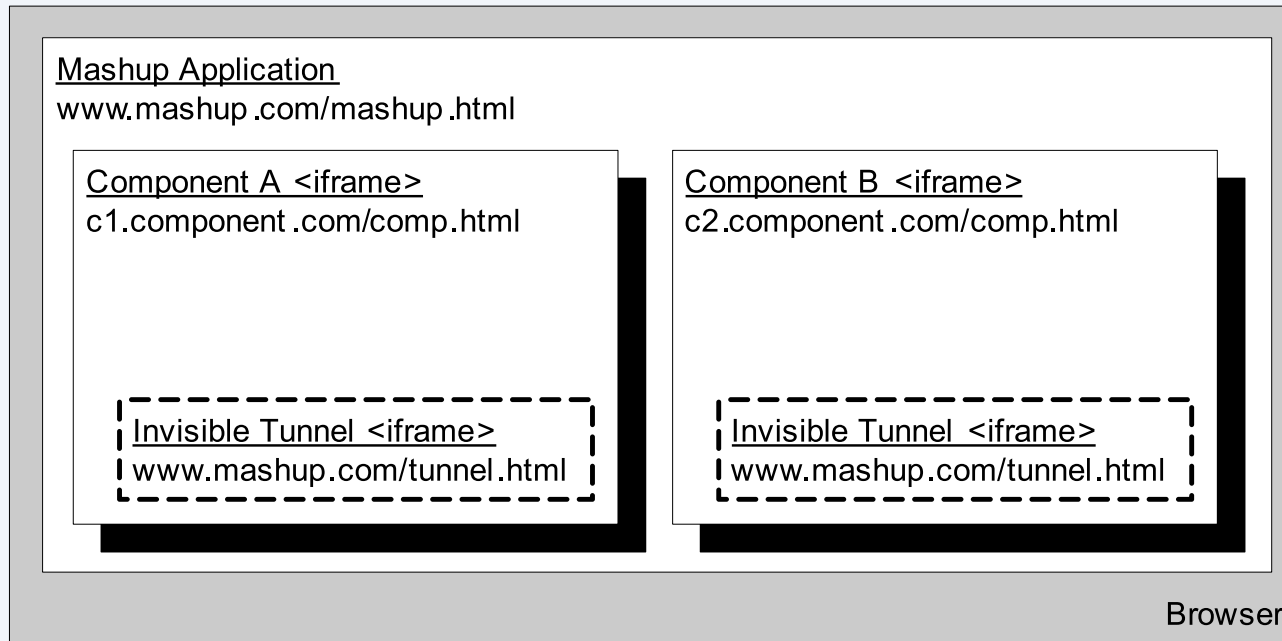 Mashup Application
www.mashup.com/mashup.html
Component A <iframe>
c1.component.com/comp.html
Invisible Tunnel <iframe>
www.mashup.com/tunnel.html
Component B <iframe>
c2.component.com/comp.html
Invisible Tunnel <iframe>
www.mashup.com/tunnel.html
Browser